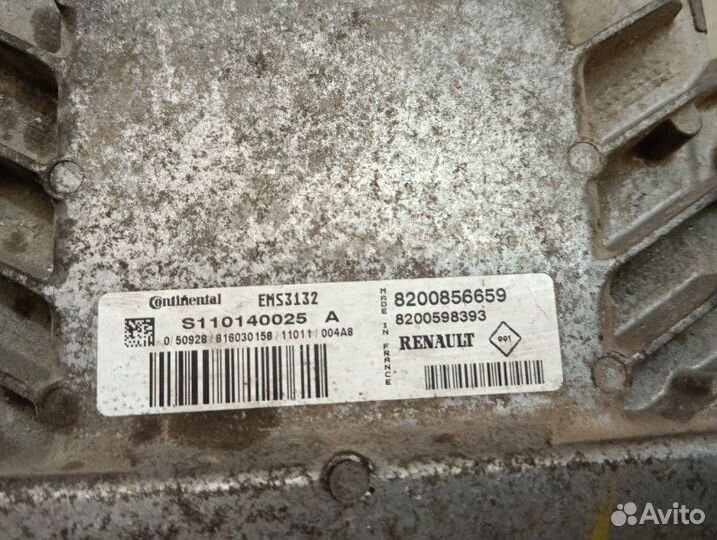 Continental EMS3132
S110140025 A
0/50928/816030158/11011/004A8
MADE IN FRANCE
8200856659
8200598393
RENAULT 991
Avito